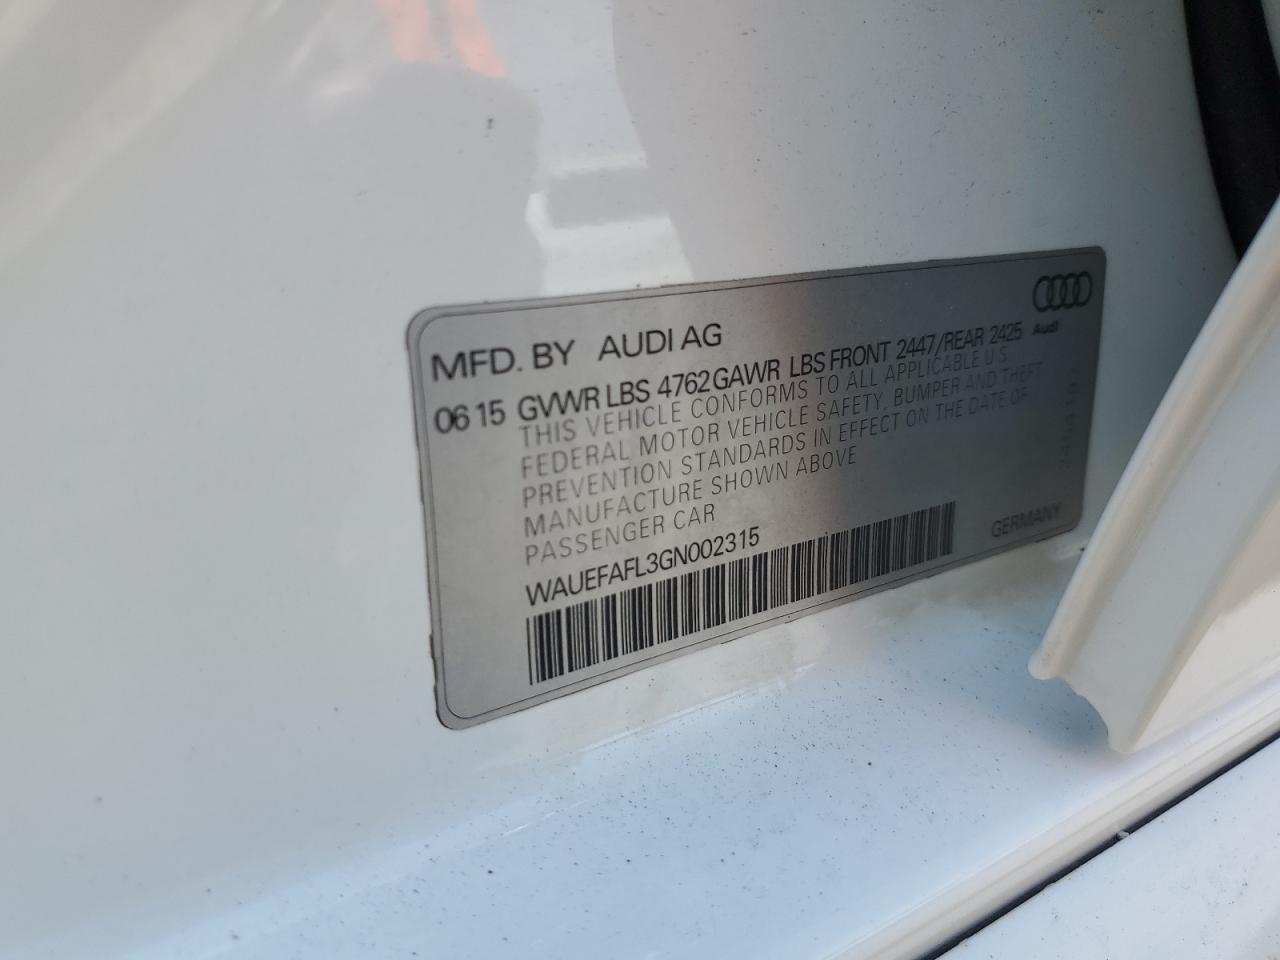 MFD. BY AUDI AG
Audi
06 15 GVWR LBS 4762 GAWR LBS FRONT 2447/REAR 2425
THIS VEHICLE CONFORMS TO ALL APPLICABLE U S
FEDERAL MOTOR VEHICLE SAFETY, BUMPER AND THEFT
PREVENTION STANDARDS IN EFFECT ON THE DATE OF
MANUFACTURE SHOWN ABOVE
PASSENGER CAR
WAUEFAFL3GN002315
GERMANY